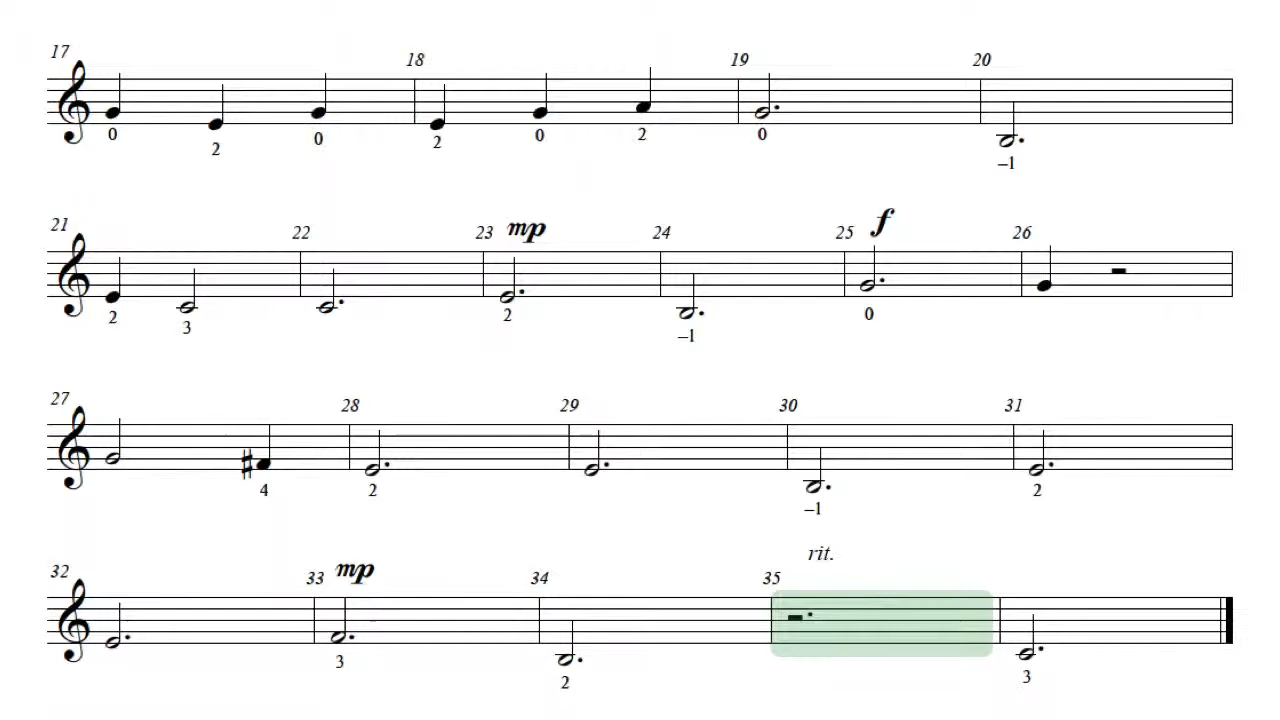 17 18 19 20
0 2 0 2 0 2 0 –1
21 22 23 mp 24 25 f 26
2 3 2 –1 0
27 28 29 30 31
4 2 –1 2
rit.
32 33 mp 34 35
3 2 3